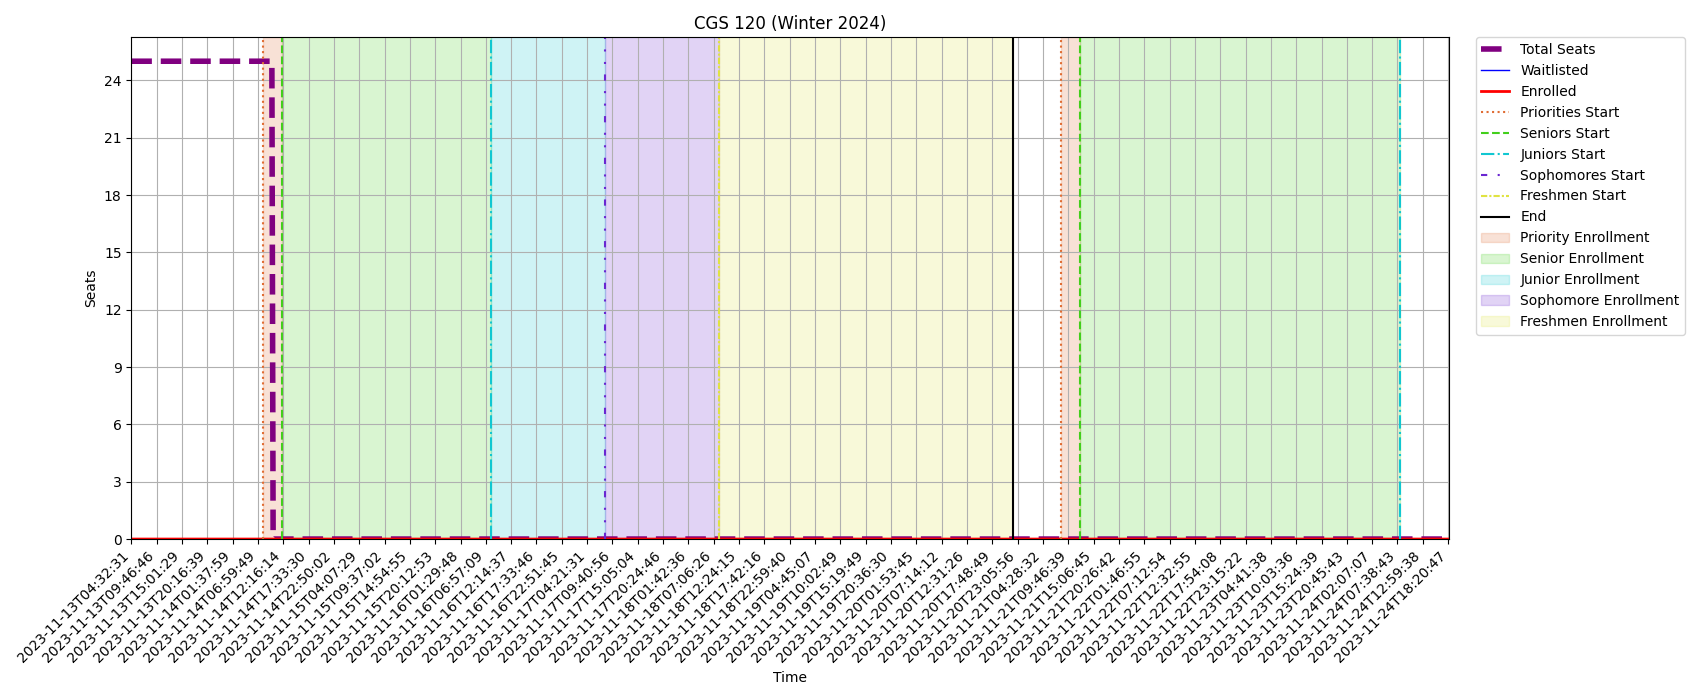 CGS 120 (Winter 2024)
Seats
24
21
18
15
12
9
6
3
0
2023-11-13T04:32:31
2023-11-13T09:46:46
2023-11-13T15:01:29
2023-11-13T20:16:39
2023-11-14T01:37:59
2023-11-14T06:59:49
2023-11-14T12:16:14
2023-11-14T17:33:30
2023-11-14T22:50:02
2023-11-15T04:07:29
2023-11-15T09:37:02
2023-11-15T14:54:55
2023-11-15T20:12:53
2023-11-16T01:29:48
2023-11-16T06:57:09
2023-11-16T12:14:37
2023-11-16T17:33:46
2023-11-16T22:51:45
2023-11-17T04:21:31
2023-11-17T09:40:56
2023-11-17T15:05:04
2023-11-17T20:24:46
2023-11-18T01:42:36
2023-11-18T07:06:26
2023-11-18T12:24:15
2023-11-18T17:42:16
2023-11-18T22:59:40
2023-11-19T04:45:07
2023-11-19T10:02:49
2023-11-19T15:19:49
2023-11-19T20:36:30
2023-11-20T01:53:45
2023-11-20T07:14:12
2023-11-20T12:31:26
2023-11-20T17:48:49
2023-11-20T23:05:56
2023-11-21T04:28:32
2023-11-21T09:46:39
2023-11-21T15:06:45
2023-11-21T20:26:42
2023-11-22T01:46:55
2023-11-22T07:12:54
2023-11-22T12:32:55
2023-11-22T17:54:08
2023-11-22T23:15:22
2023-11-23T04:41:38
2023-11-23T10:03:36
2023-11-23T15:24:39
2023-11-23T20:45:43
2023-11-24T02:07:07
2023-11-24T07:38:43
2023-11-24T12:59:38
2023-11-24T18:20:47
Time
Total Seats
Waitlisted
Enrolled
Priorities Start
Seniors Start
Juniors Start
Sophomores Start
Freshmen Start
End
Priority Enrollment
Senior Enrollment
Junior Enrollment
Sophomore Enrollment
Freshmen Enrollment